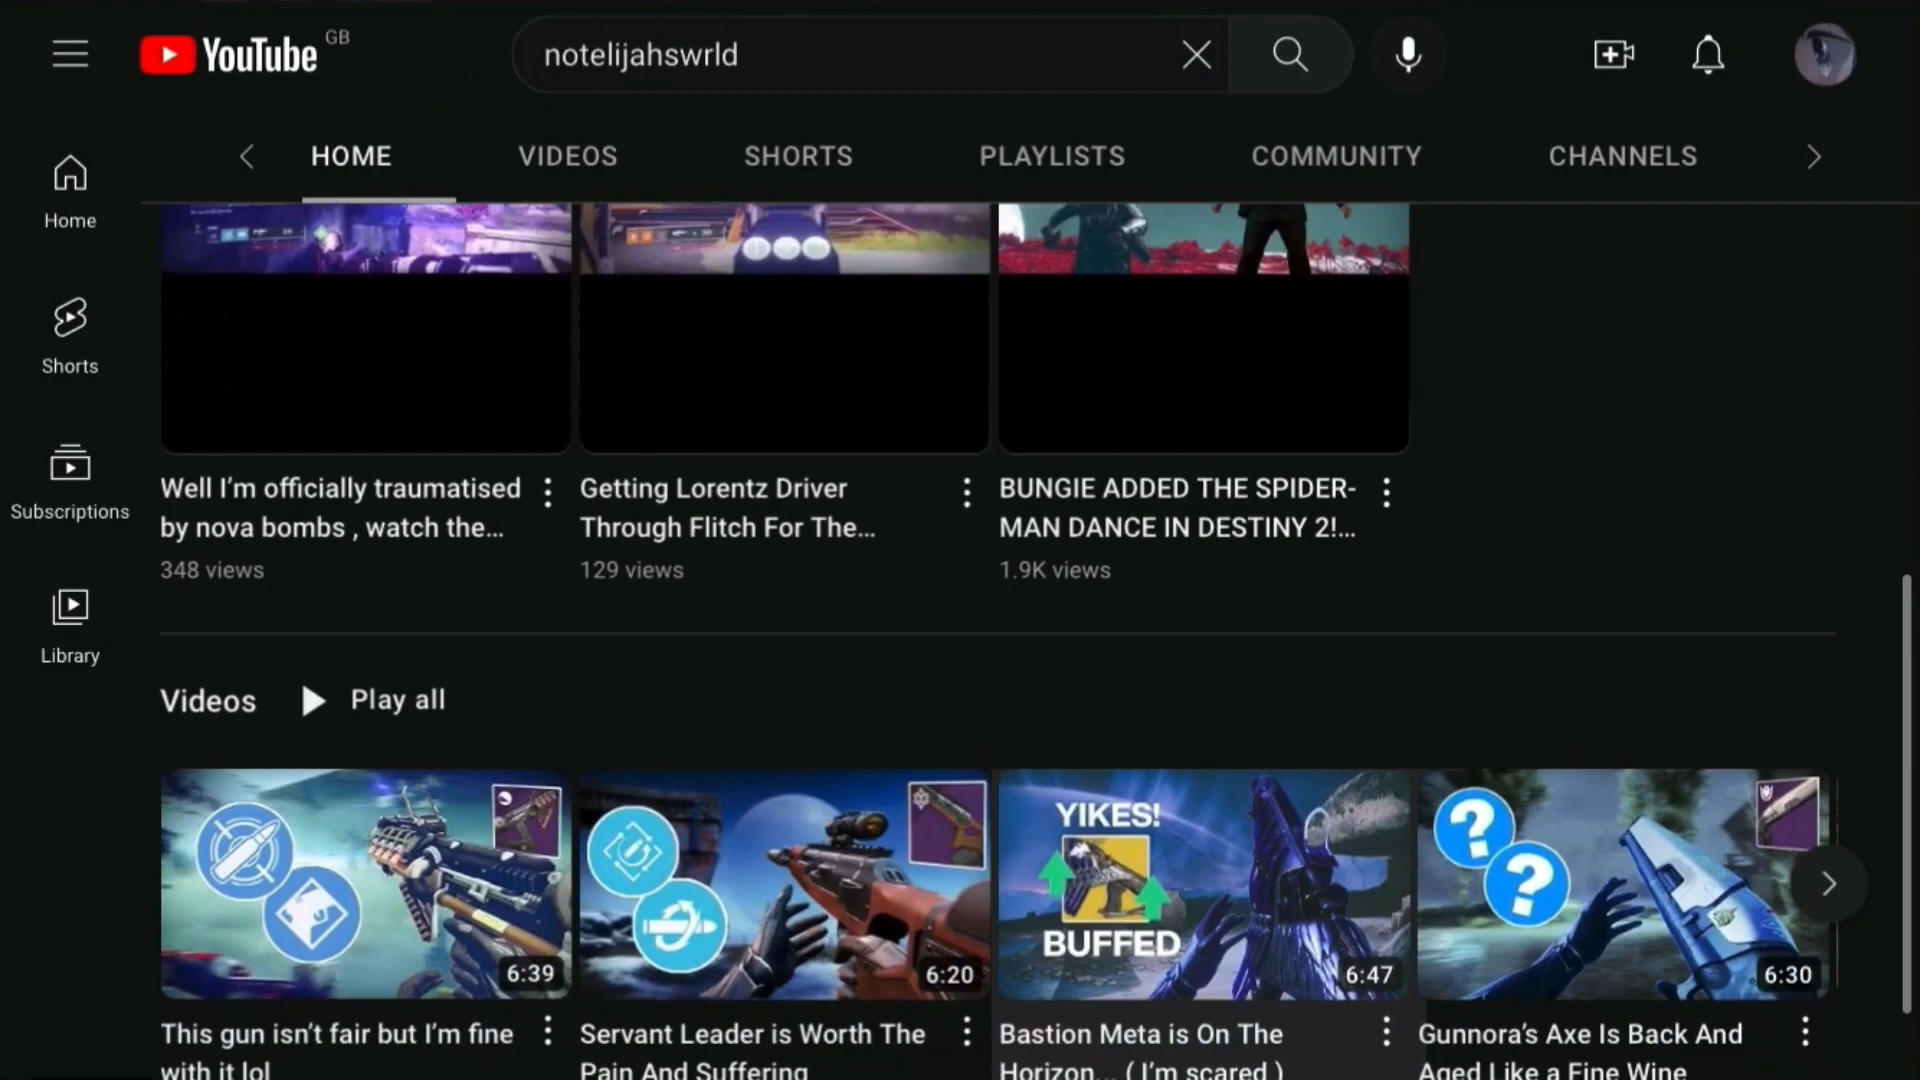 YouTube GB
notelijahswrld
HOME VIDEOS SHORTS PLAYLISTS COMMUNITY CHANNELS
Home
Shorts
Subscriptions
Library
Well I’m officially traumatised
by nova bombs , watch the...
348 views
Getting Lorentz Driver
Through Flitch For The...
129 views
BUNGIE ADDED THE SPIDER-
MAN DANCE IN DESTINY 2!...
1.9K views
Videos Play all
6:39
6:20
YIKES!
BUFFED
6:47
? ?
6:30
This gun isn’t fair but I’m fine
with it lol
Servant Leader is Worth The
Pain And Suffering
Bastion Meta is On The
Horizon... ( I’m scared )
Gunnora’s Axe Is Back And
Aged Like a Fine Wine